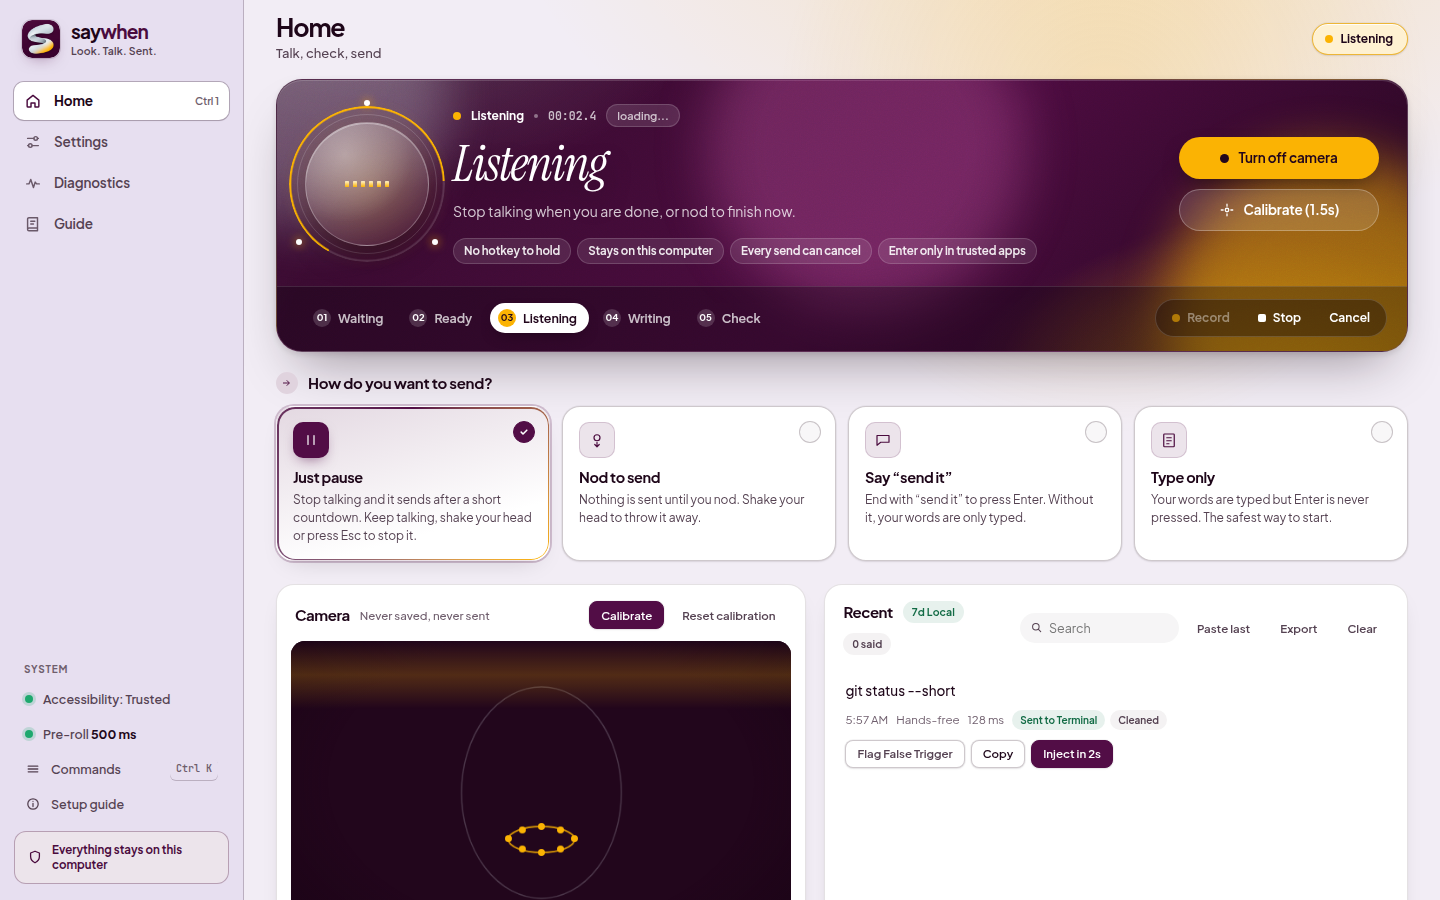 saywhen
Look. Talk. Sent.
Home
Ctrl 1
Settings
Diagnostics
Guide
SYSTEM
Accessibility: Trusted
Pre-roll 500 ms
Commands
Ctrl K
Setup guide
Everything stays on this
computer
Home
Talk, check, send
Listening
Listening
00:02.4
loading...
Listening
Stop talking when you are done, or nod to finish now.
No hotkey to hold
Stays on this computer
Every send can cancel
Enter only in trusted apps
Turn off camera
Calibrate (1.5s)
01 Waiting
02 Ready
03 Listening
04 Writing
05 Check
Record
Stop
Cancel
How do you want to send?
Just pause
Stop talking and it sends after a short
countdown. Keep talking, shake your head
or press Esc to stop it.
Nod to send
Nothing is sent until you nod. Shake your
head to throw it away.
Say “send it”
End with “send it” to press Enter. Without
it, your words are only typed.
Type only
Your words are typed but Enter is never
pressed. The safest way to start.
Camera
Never saved, never sent
Calibrate
Reset calibration
Recent
7d Local
0 said
Search
Paste last
Export
Clear
git status --short
5:57 AM
Hands-free
128 ms
Sent to Terminal
Cleaned
Flag False Trigger
Copy
Inject in 2s